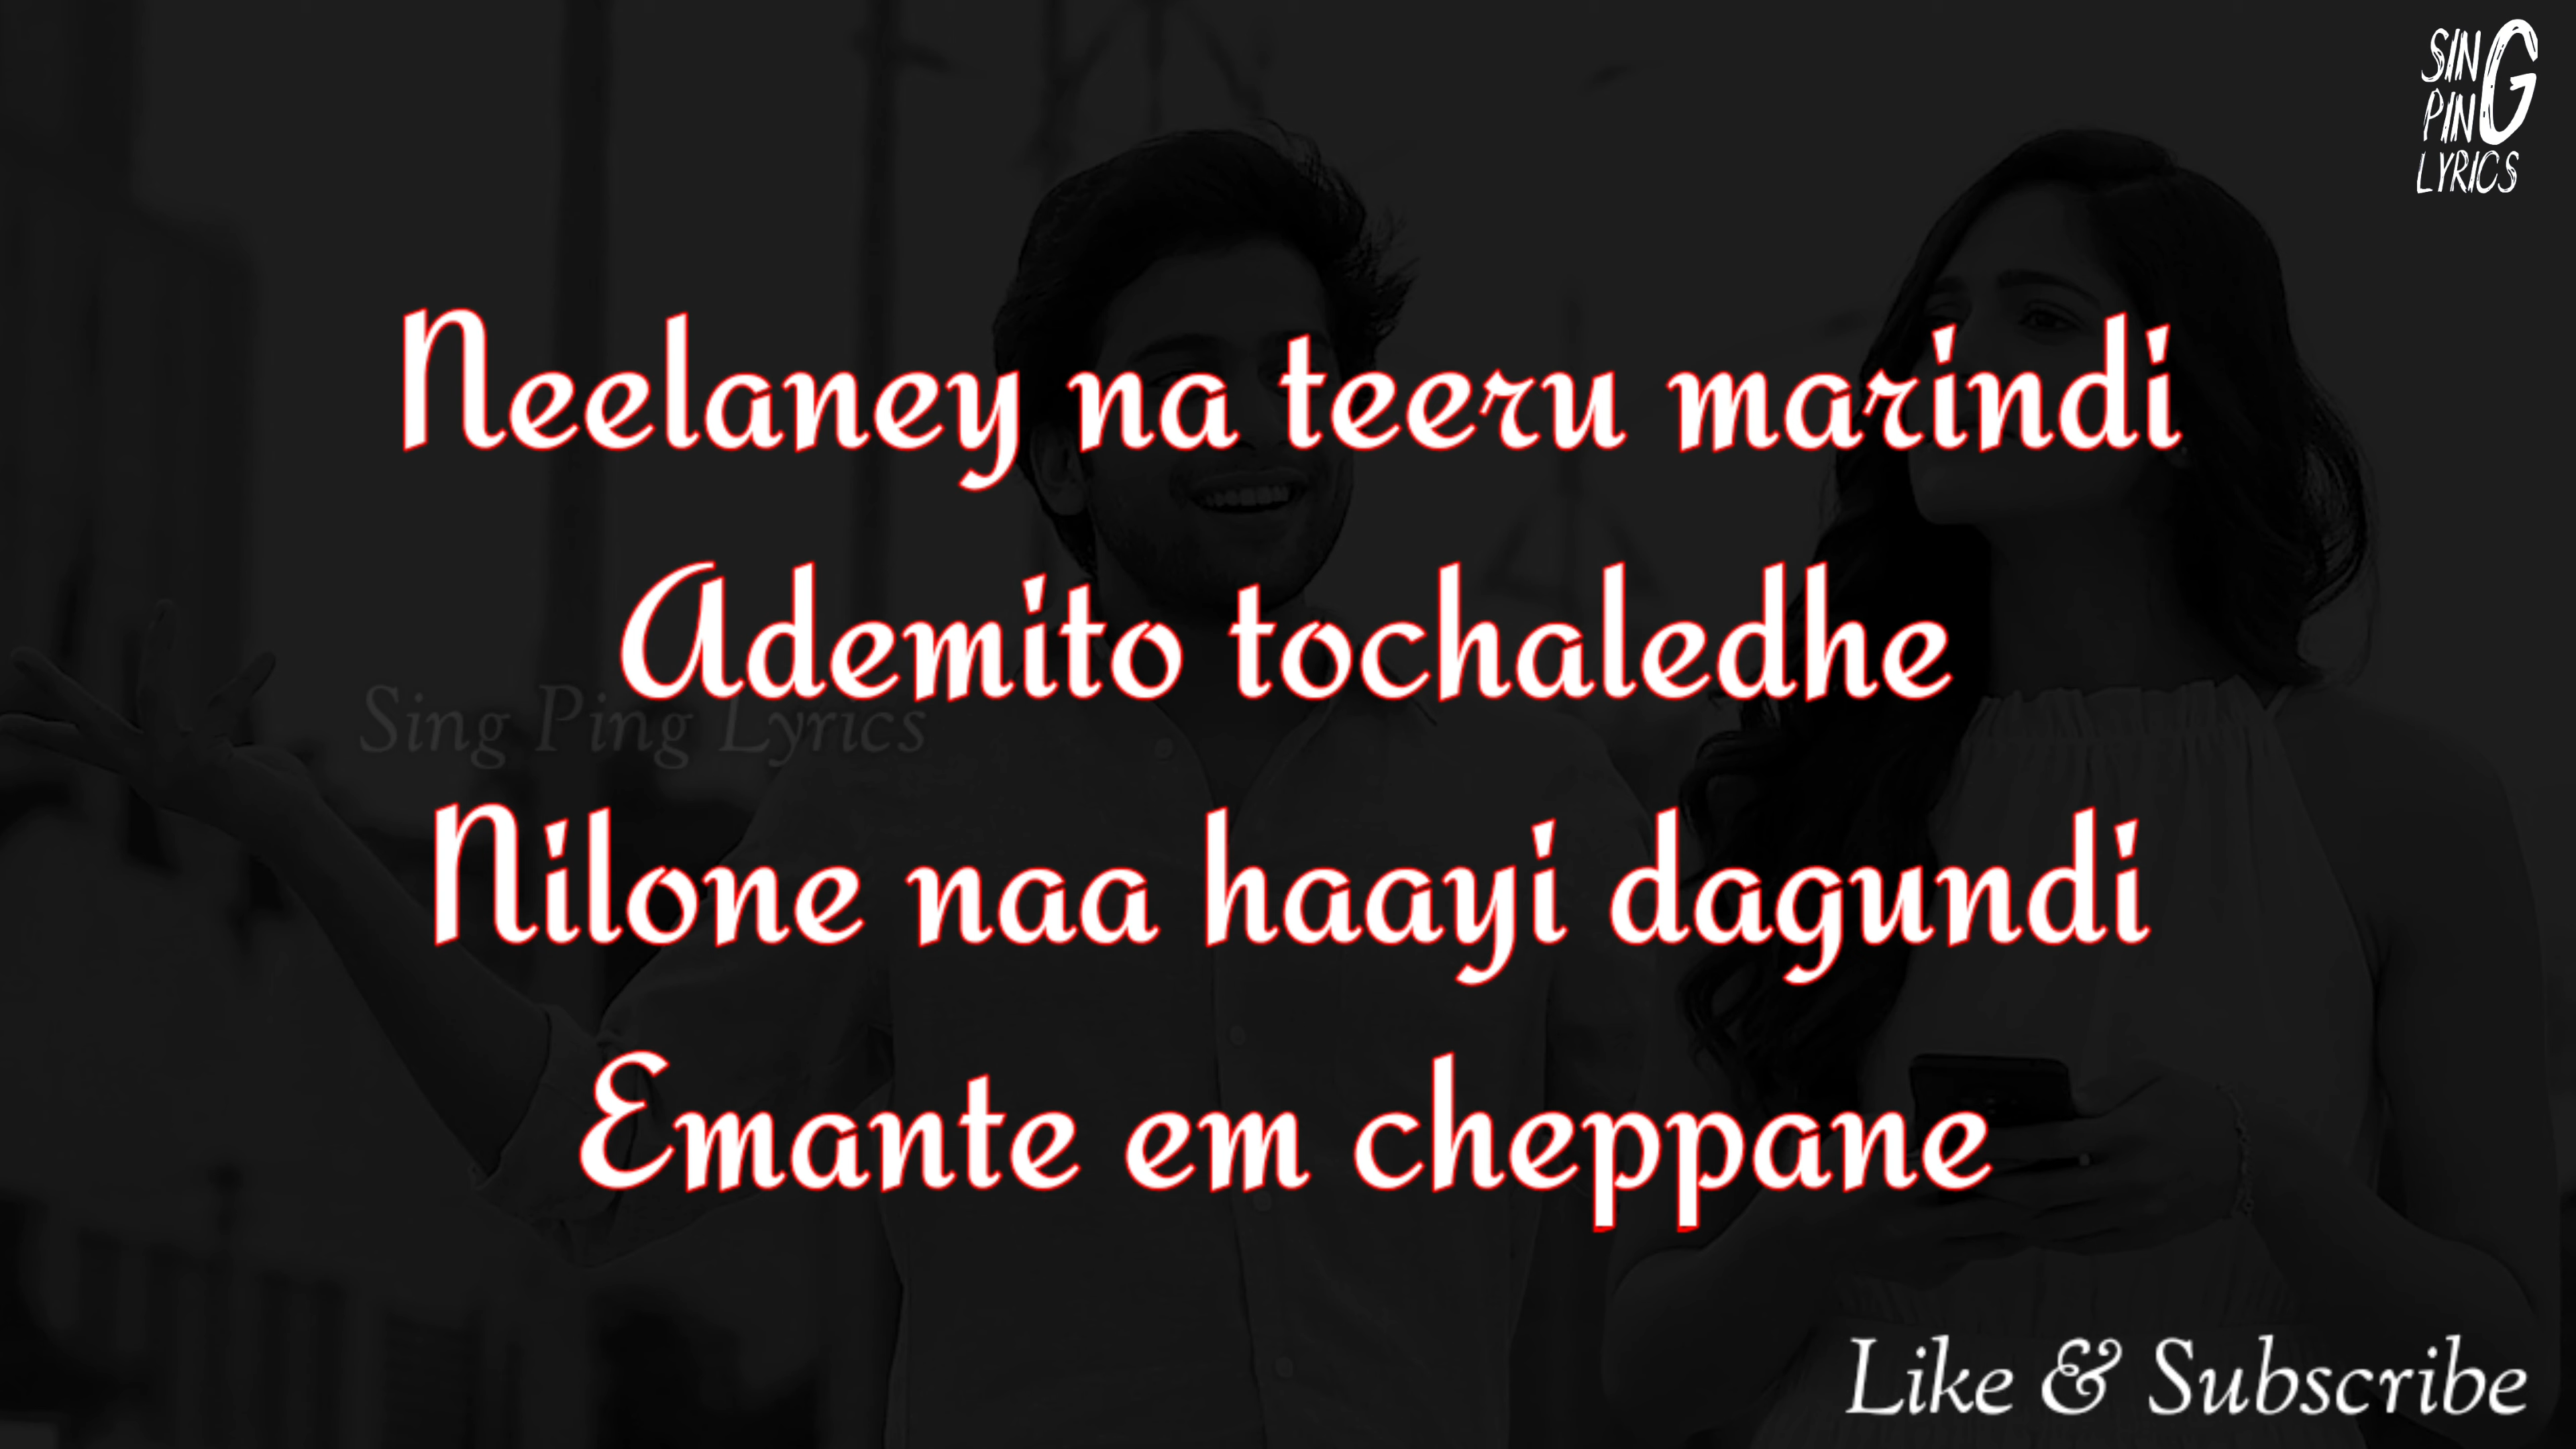 SING
PING
LYRICS
Neelaney na teeru marindi
Ademito tochaledhe
Sing Ping Lyrics
Nilone naa haayi dagundi
Emante em cheppane
Like & Subscribe